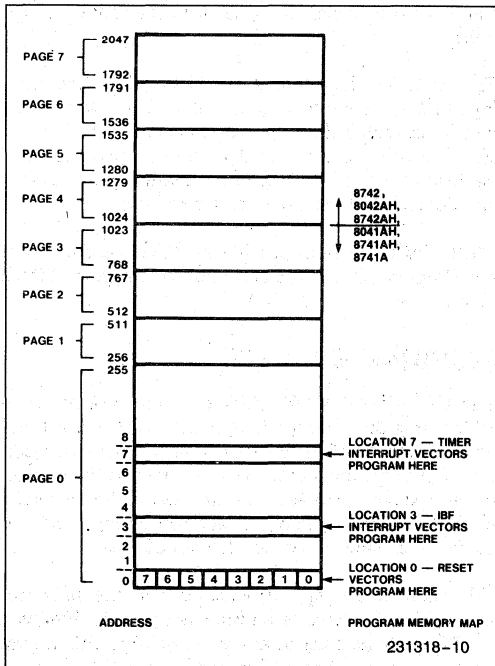 2047
PAGE 7
1792
1791
PAGE 6
1536
1535
PAGE 5
1280
1279
PAGE 4
1024
1023
PAGE 3
768
767
PAGE 2
512
511
PAGE 1
256
255
8742,
8042AH,
8742AH,
8041AH,
8741AH,
8741A
PAGE 0
8
7
6
5
4
3
2
1
0
7 6 5 4 3 2 1 0
LOCATION 7 — TIMER
INTERRUPT VECTORS
PROGRAM HERE
LOCATION 3 — IBF
INTERRUPT VECTORS
PROGRAM HERE
LOCATION 0 — RESET
VECTORS
PROGRAM HERE
ADDRESS
PROGRAM MEMORY MAP
231318-10